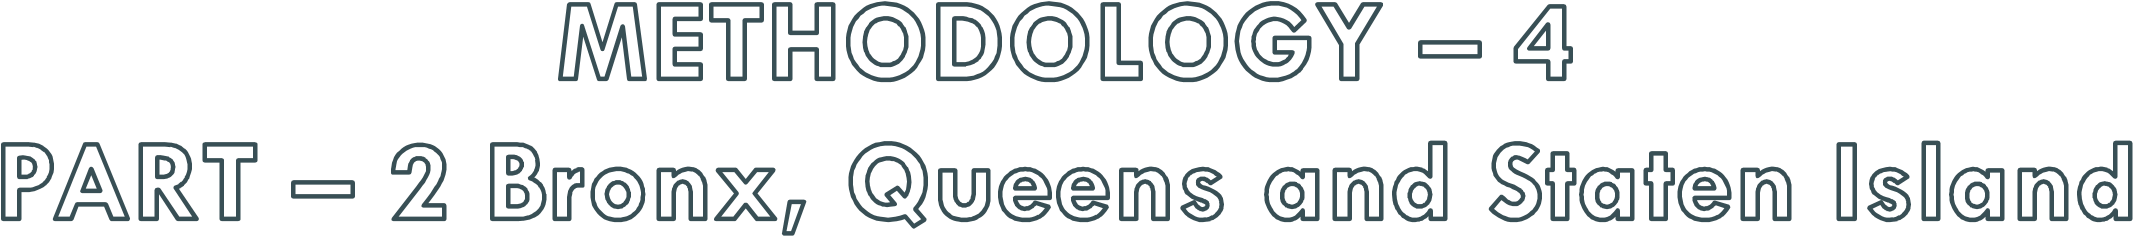 METHODOLOGY – 4
PART – 2 Bronx, Queens and Staten Island